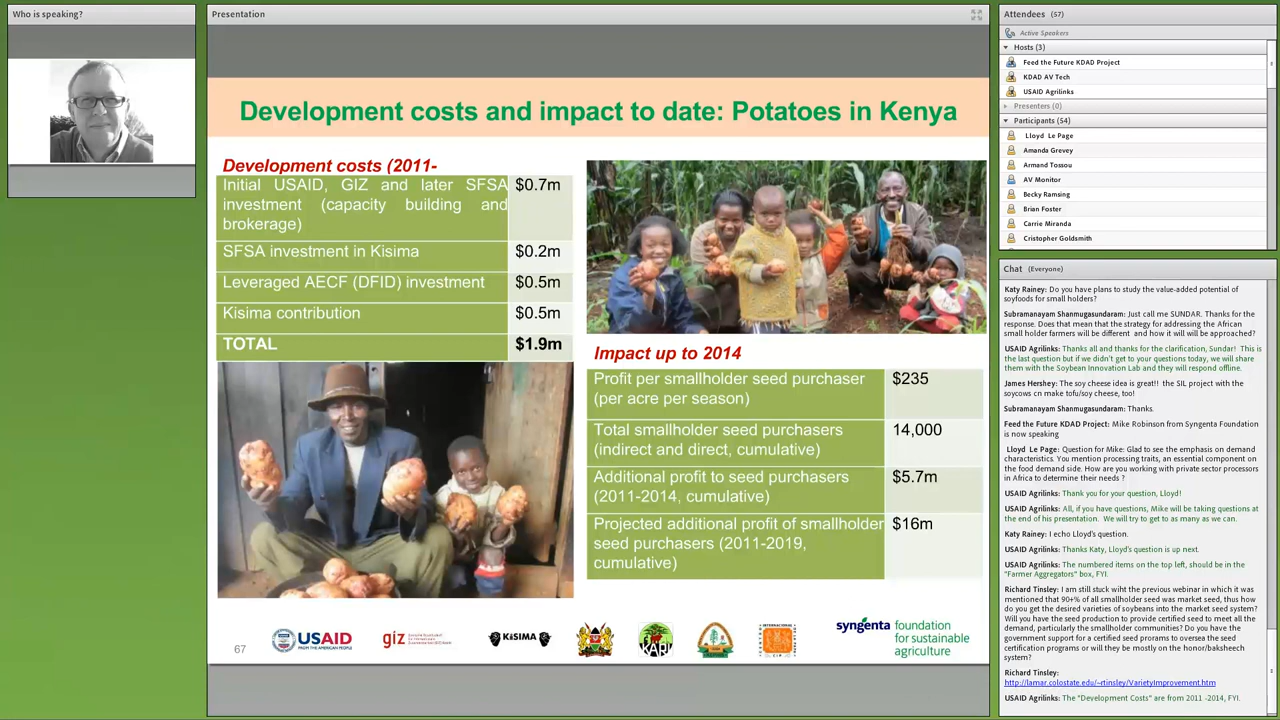 Who is speaking?
Presentation
Development costs and impact to date: Potatoes in Kenya
Development costs (2011-
Initial USAID, GIZ and later SFSA
investment (capacity building and
brokerage)
$0.7m
SFSA investment in Kisima
$0.2m
Leveraged AECF (DFID) investment
$0.5m
Kisima contribution
$0.5m
TOTAL
$1.9m
Impact up to 2014
Profit per smallholder seed purchaser
(per acre per season)
$235
Total smallholder seed purchasers
(indirect and direct, cumulative)
14,000
Additional profit to seed purchasers
(2011-2014, cumulative)
$5.7m
Projected additional profit of smallholder
seed purchasers (2011-2019,
cumulative)
$16m
67
USAID
FROM THE AMERICAN PEOPLE
giz
KISIMA
KARI
syngenta foundation
for sustainable
agriculture
Attendees (57)
Active Speakers
Hosts (3)
Feed the Future KDAD Project
KDAD AV Tech
USAID Agrilinks
Presenters (0)
Participants (54)
Lloyd Le Page
Amanda Grevey
Armand Tossou
AV Monitor
Becky Ramsing
Brian Foster
Carrie Miranda
Cristopher Goldsmith
Chat (Everyone)
Katy Rainey: Do you have plans to study the value-added potential of
soyfoods for small holders?
Subramanayam Shanmugasundaram: Just call me SUNDAR. Thanks for the
response. Does that mean that the strategy for addressing the African
small holder farmers will be different and how it will will be approached?
USAID Agrilinks: Thanks all and thanks for the clarification, Sundar! This is
the last question but if we didn't get to your questions today, we will share
them with the Soybean Innovation Lab and they will respond offline.
James Hershey: The soy cheese idea is great!! the SIL project with the
soycows cn make tofu/soy cheese, too!
Subramanayam Shanmugasundaram: Thanks.
Feed the Future KDAD Project: Mike Robinson from Syngenta Foundation
is now speaking
Lloyd Le Page: Question for Mike: Glad to see the emphasis on demand
characteristics. You mention processing traits, an essential component on
the food demand side. How are you working with private sector processors
in Africa to determine their needs ?
USAID Agrilinks: Thank you for your question, Lloyd!
USAID Agrilinks: All, if you have questions, Mike will be taking questions at
the end of his presentation. We will try to get to as many as we can.
Katy Rainey: I echo Lloyd's question.
USAID Agrilinks: Thanks Katy, Lloyd's question is up next.
USAID Agrilinks: The numbered items on the top left, should be in the
"Farmer Aggregators" box, FYI.
Richard Tinsley: I am still stuck wiht the previous webinar in which it was
mentioned that 90+% of all smallholder seed was market seed, thus how
do you get the desired varieties of soybeans into the market seed system?
Will you have the seed production to provide certified seed to meet all the
demand, particularly the smallholder communities? Do you have the
government support for a certified seed prorams to oversea the seed
certification programs or will they be mostly on the honor/baksheech
system?
Richard Tinsley:
http://lamar.colostate.edu/~rtinsley/VarietyImprovement.htm
USAID Agrilinks: The "Development Costs" are from 2011 -2014, FYI.